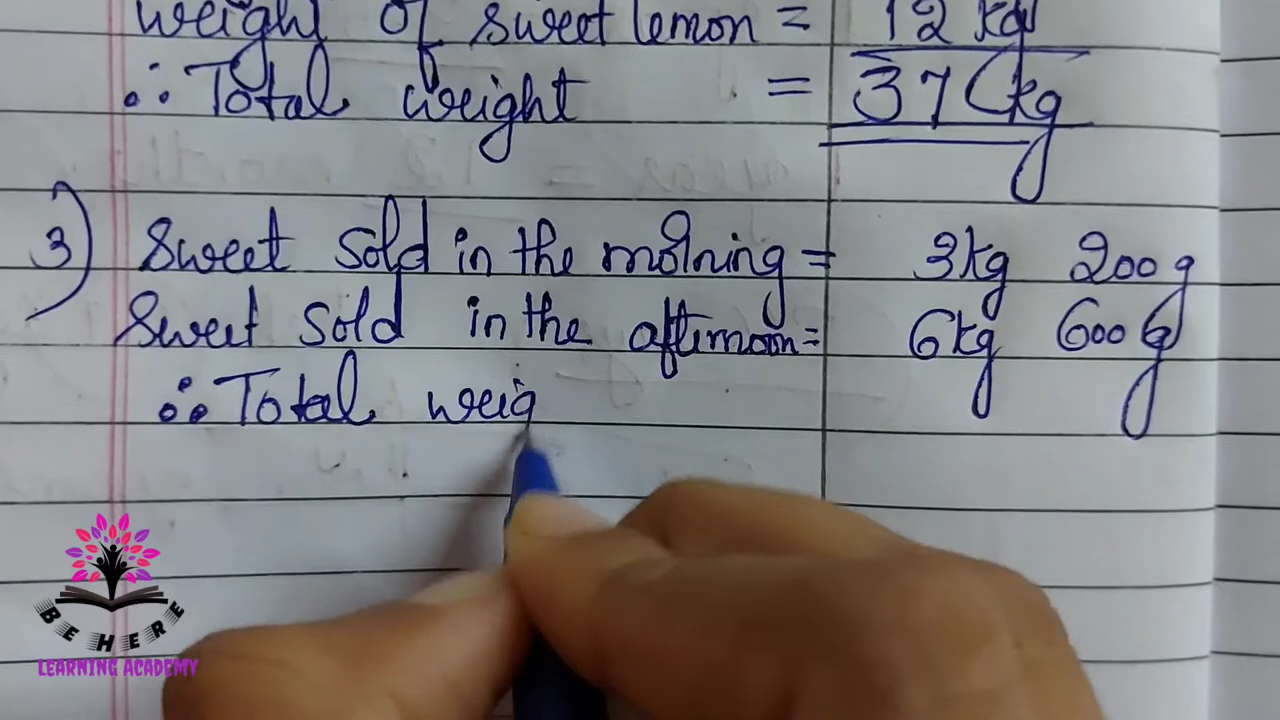 weight of sweet lemon = 12 kg
∴ Total weight = 37 kg
3) Sweet sold in the morning = 3kg 200g
Sweet sold in the afternoon = 6kg 600g
∴ Total weig
BE HERE
LEARNING ACADEMY